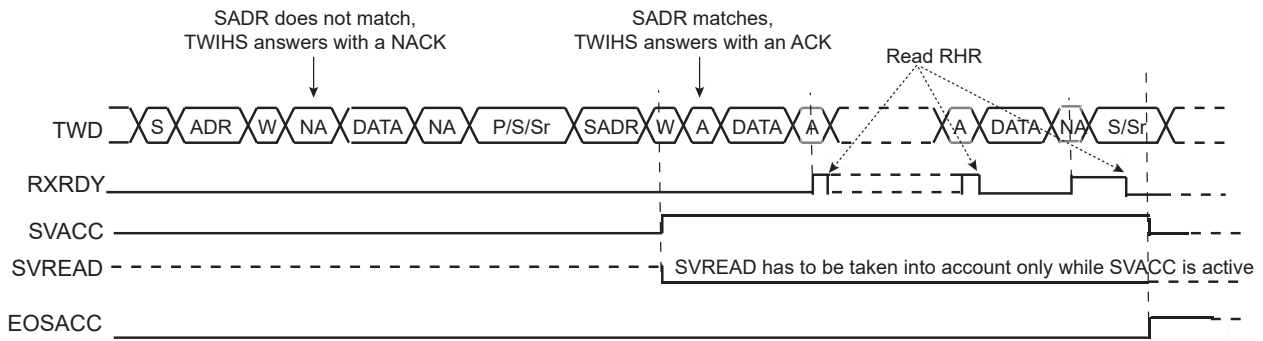 SADR does not match,
TWIHS answers with a NACK
SADR matches,
TWIHS answers with an ACK
Read RHR
TWD S ADR W NA DATA NA P/S/Sr SADR W A DATA A A DATA NA S/Sr
RXRDY
SVACC
SVREAD SVREAD has to be taken into account only while SVACC is active
EOSACC